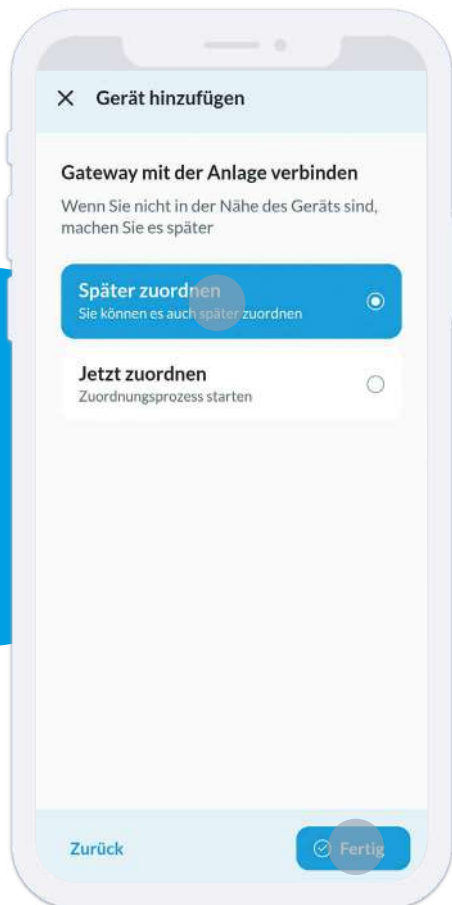 Gerät hinzufügen
Gateway mit der Anlage verbinden
Wenn Sie nicht in der Nähe des Geräts sind,
machen Sie es später
Später zuordnen
Sie können es auch später zuordnen
Jetzt zuordnen
Zuordnungsprozess starten
Zurück
Fertig